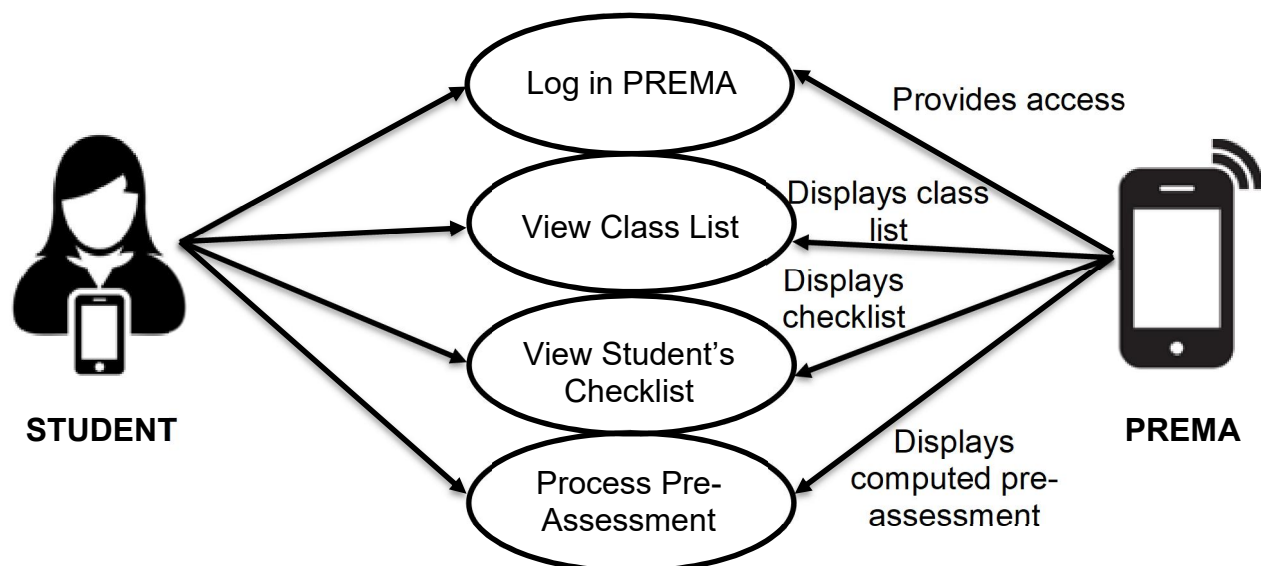 Log in PREMA
Provides access
View Class List
Displays class
list
Displays
checklist
View Student’s
Checklist
STUDENT
PREMA
Process Pre-
Assessment
Displays
computed pre-
assessment